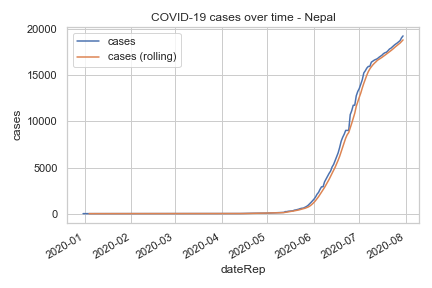 COVID-19 cases over time - Nepal
cases
cases (rolling)
20000
15000
10000
5000
0
cases
2020-01
2020-02
2020-03
2020-04
2020-05
2020-06
2020-07
2020-08
dateRep